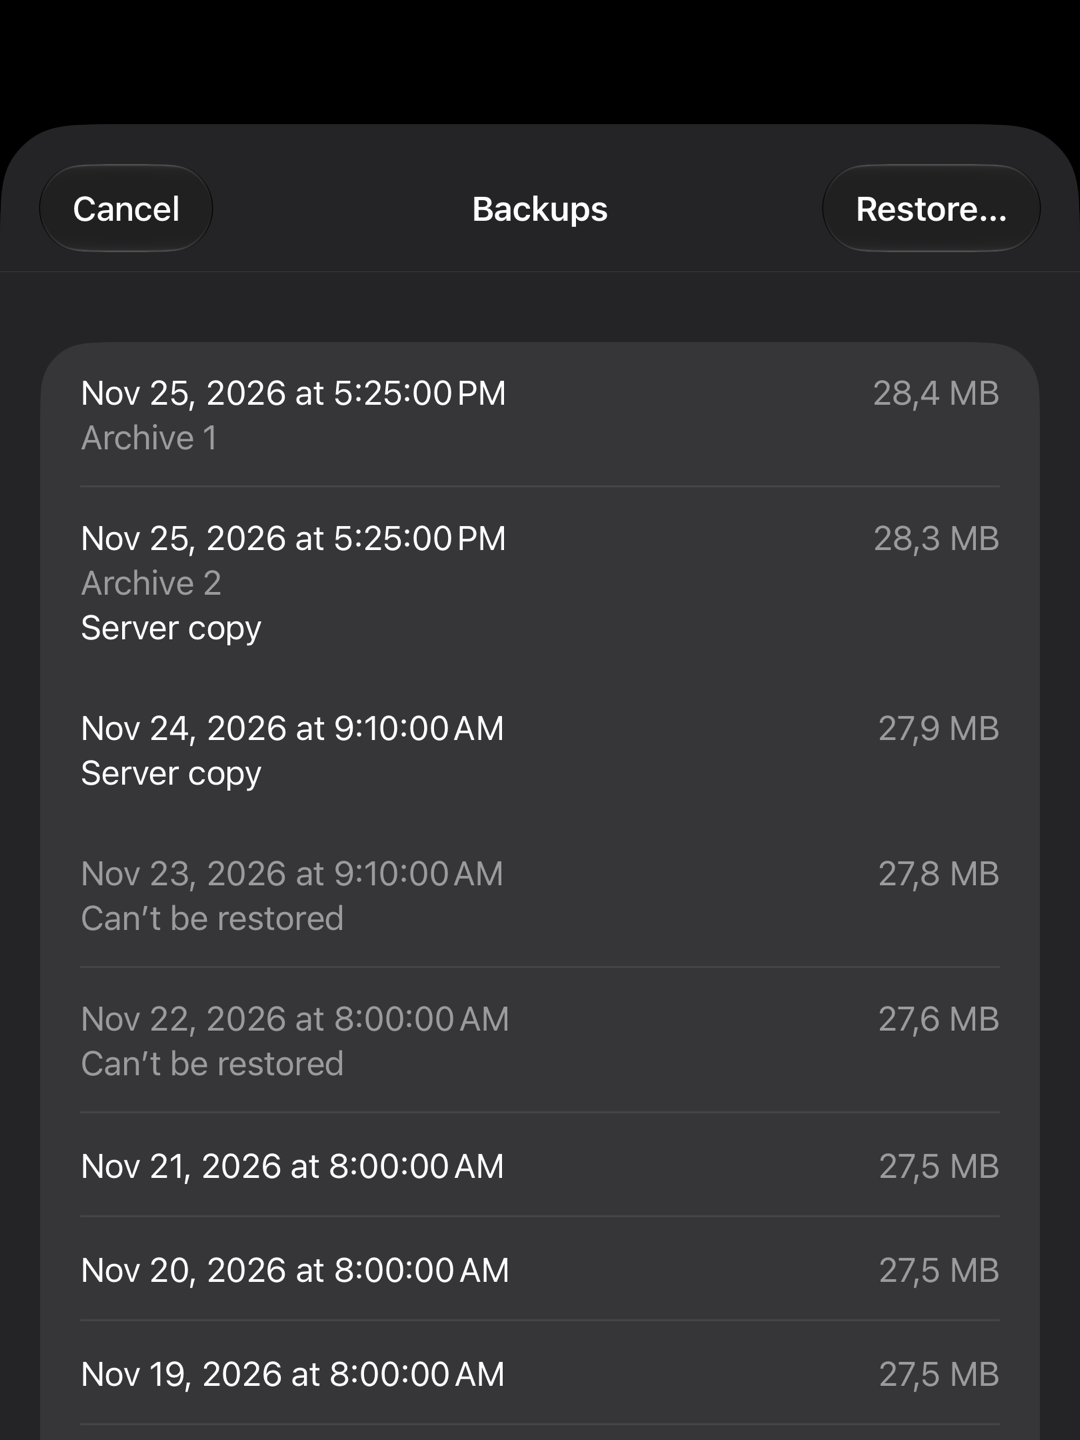 Cancel
Backups
Restore...
Nov 25, 2026 at 5:25:00 PM
28,4 MB
Archive 1
Nov 25, 2026 at 5:25:00 PM
28,3 MB
Archive 2
Server copy
Nov 24, 2026 at 9:10:00 AM
27,9 MB
Server copy
Nov 23, 2026 at 9:10:00 AM
27,8 MB
Can’t be restored
Nov 22, 2026 at 8:00:00 AM
27,6 MB
Can’t be restored
Nov 21, 2026 at 8:00:00 AM
27,5 MB
Nov 20, 2026 at 8:00:00 AM
27,5 MB
Nov 19, 2026 at 8:00:00 AM
27,5 MB